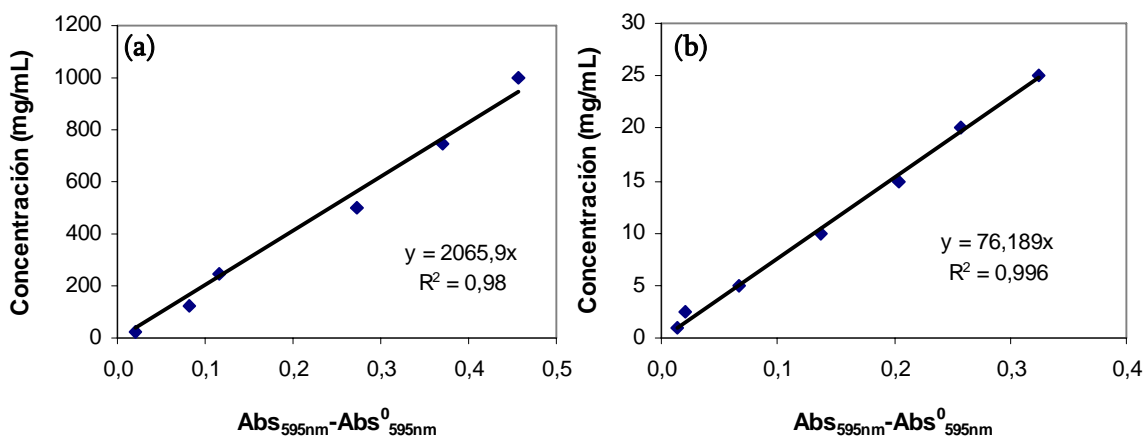 (a)
Concentración (mg/mL)
1200
1000
800
600
400
200
0
y = 2065,9x
R² = 0,98
0,0 0,1 0,2 0,3 0,4 0,5
Abs595nm-Abs⁰595nm
(b)
Concentración (mg/mL)
30
25
20
15
10
5
0
y = 76,189x
R² = 0,996
0,0 0,1 0,2 0,3 0,4
Abs595nm-Abs⁰595nm